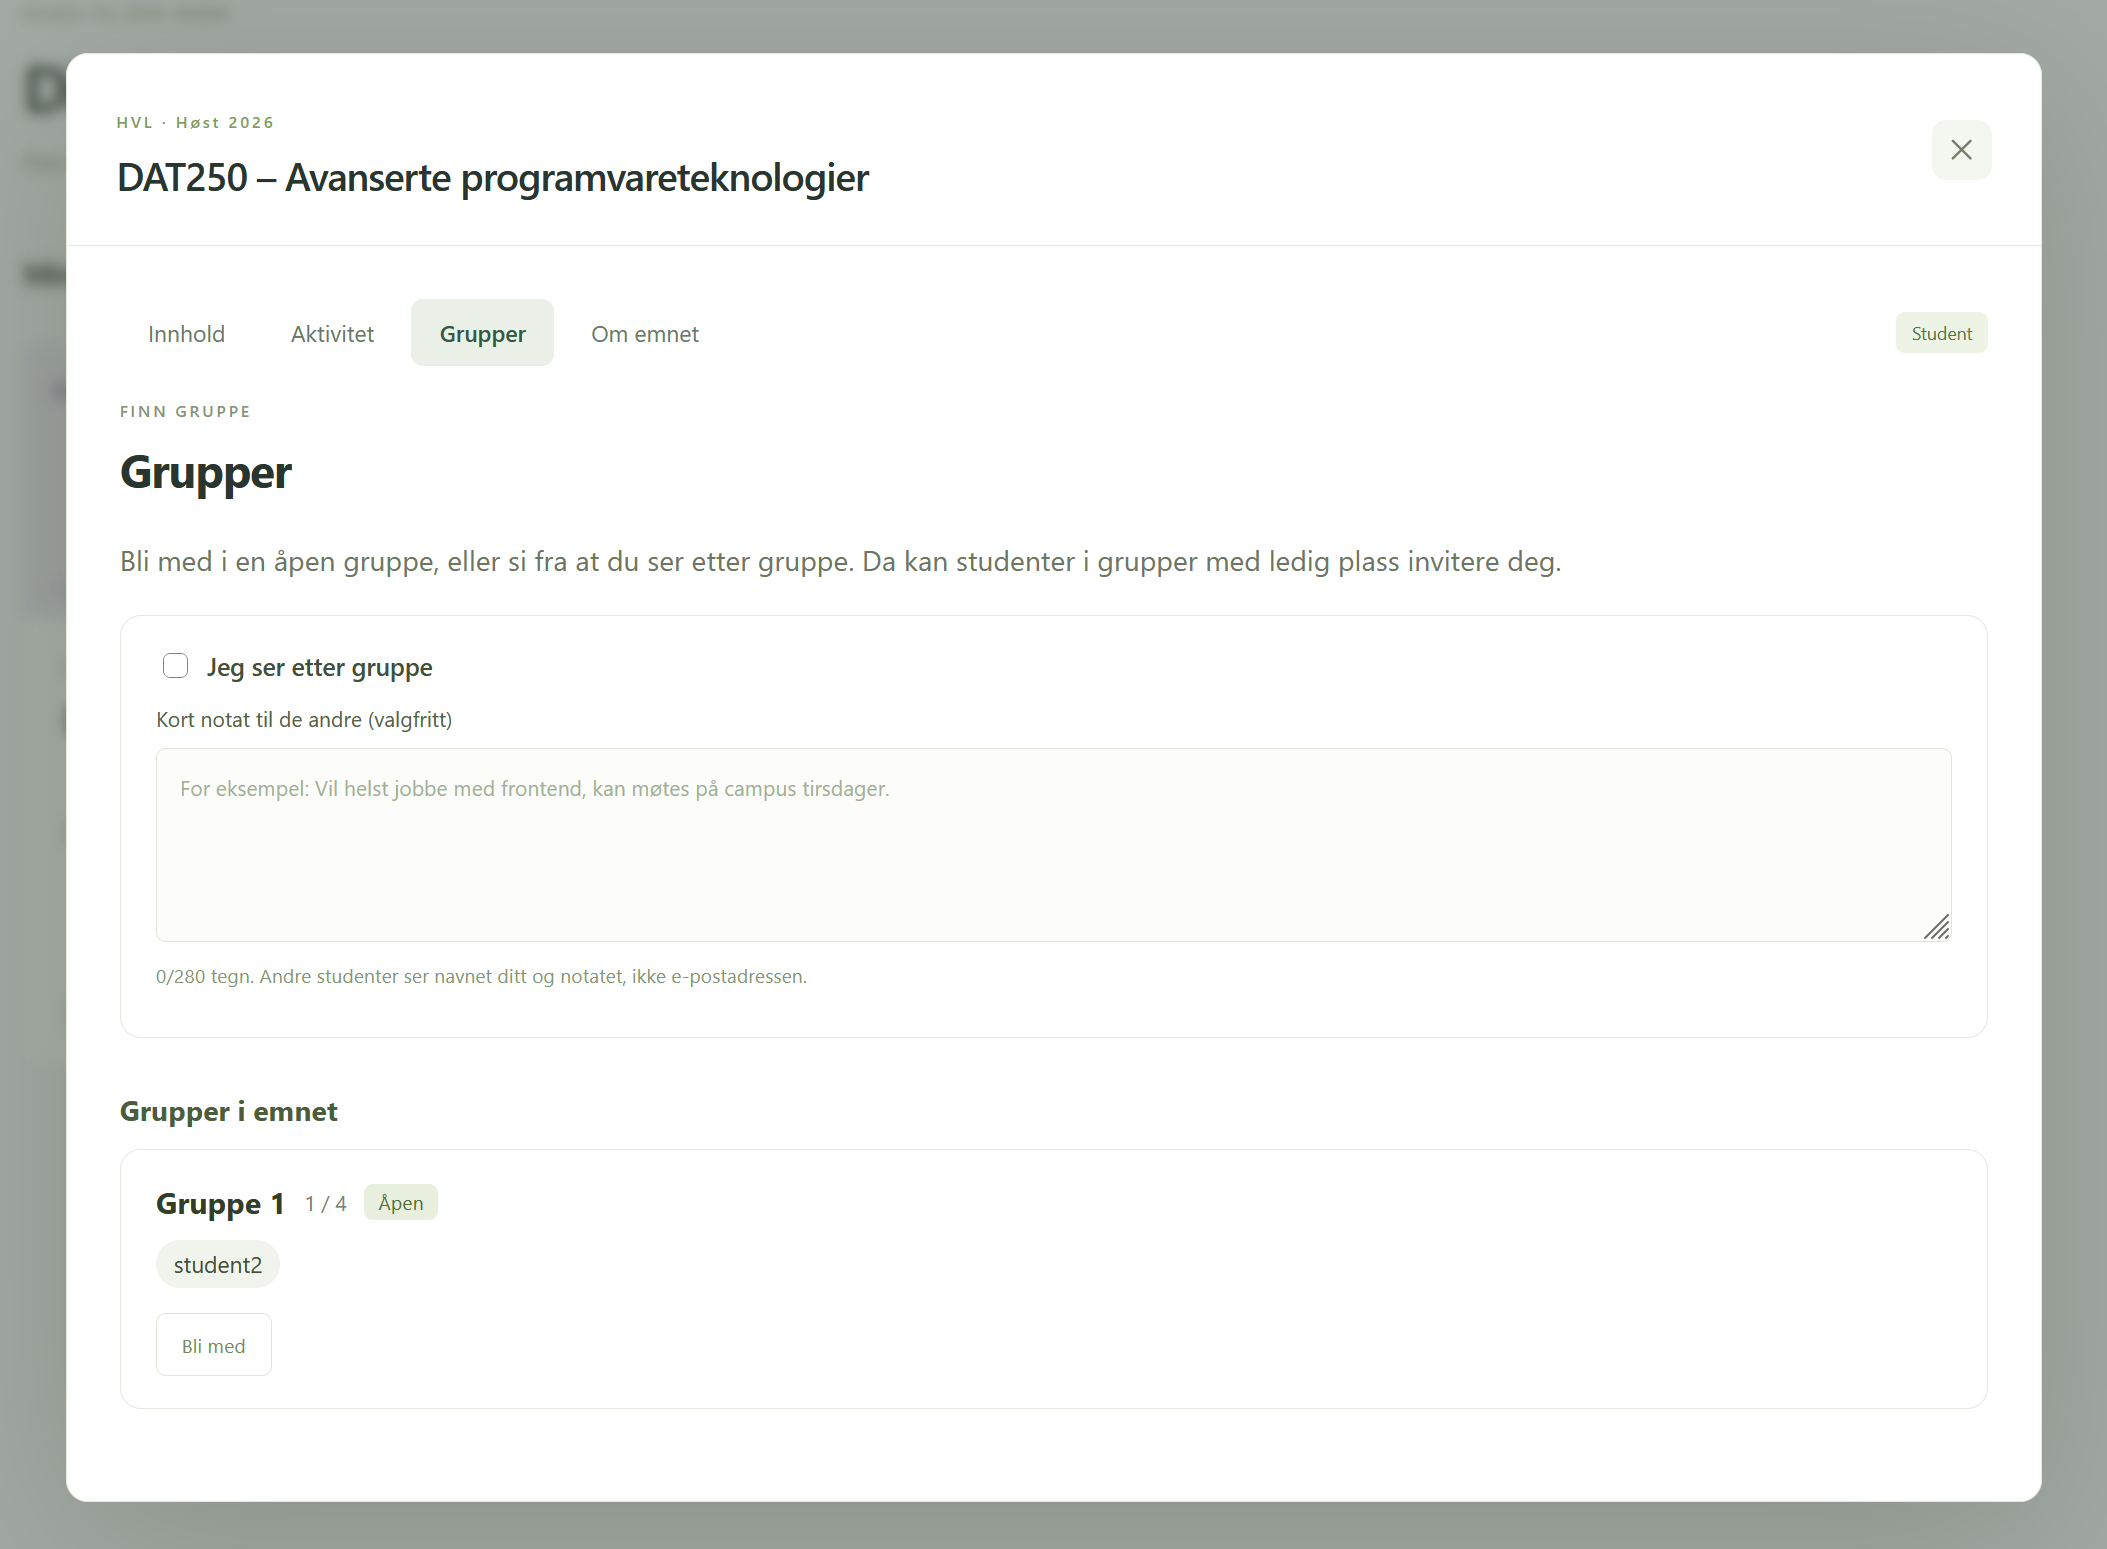 HVL · Høst 2026
DAT250 – Avanserte programvareteknologier
Innhold
Aktivitet
Grupper
Om emnet
Student
FINN GRUPPE
Grupper
Bli med i en åpen gruppe, eller si fra at du ser etter gruppe. Da kan studenter i grupper med ledig plass invitere deg.
Jeg ser etter gruppe
Kort notat til de andre (valgfritt)
For eksempel: Vil helst jobbe med frontend, kan møtes på campus tirsdager.
0/280 tegn. Andre studenter ser navnet ditt og notatet, ikke e-postadressen.
Grupper i emnet
Gruppe 1 1 / 4 Åpen
student2
Bli med